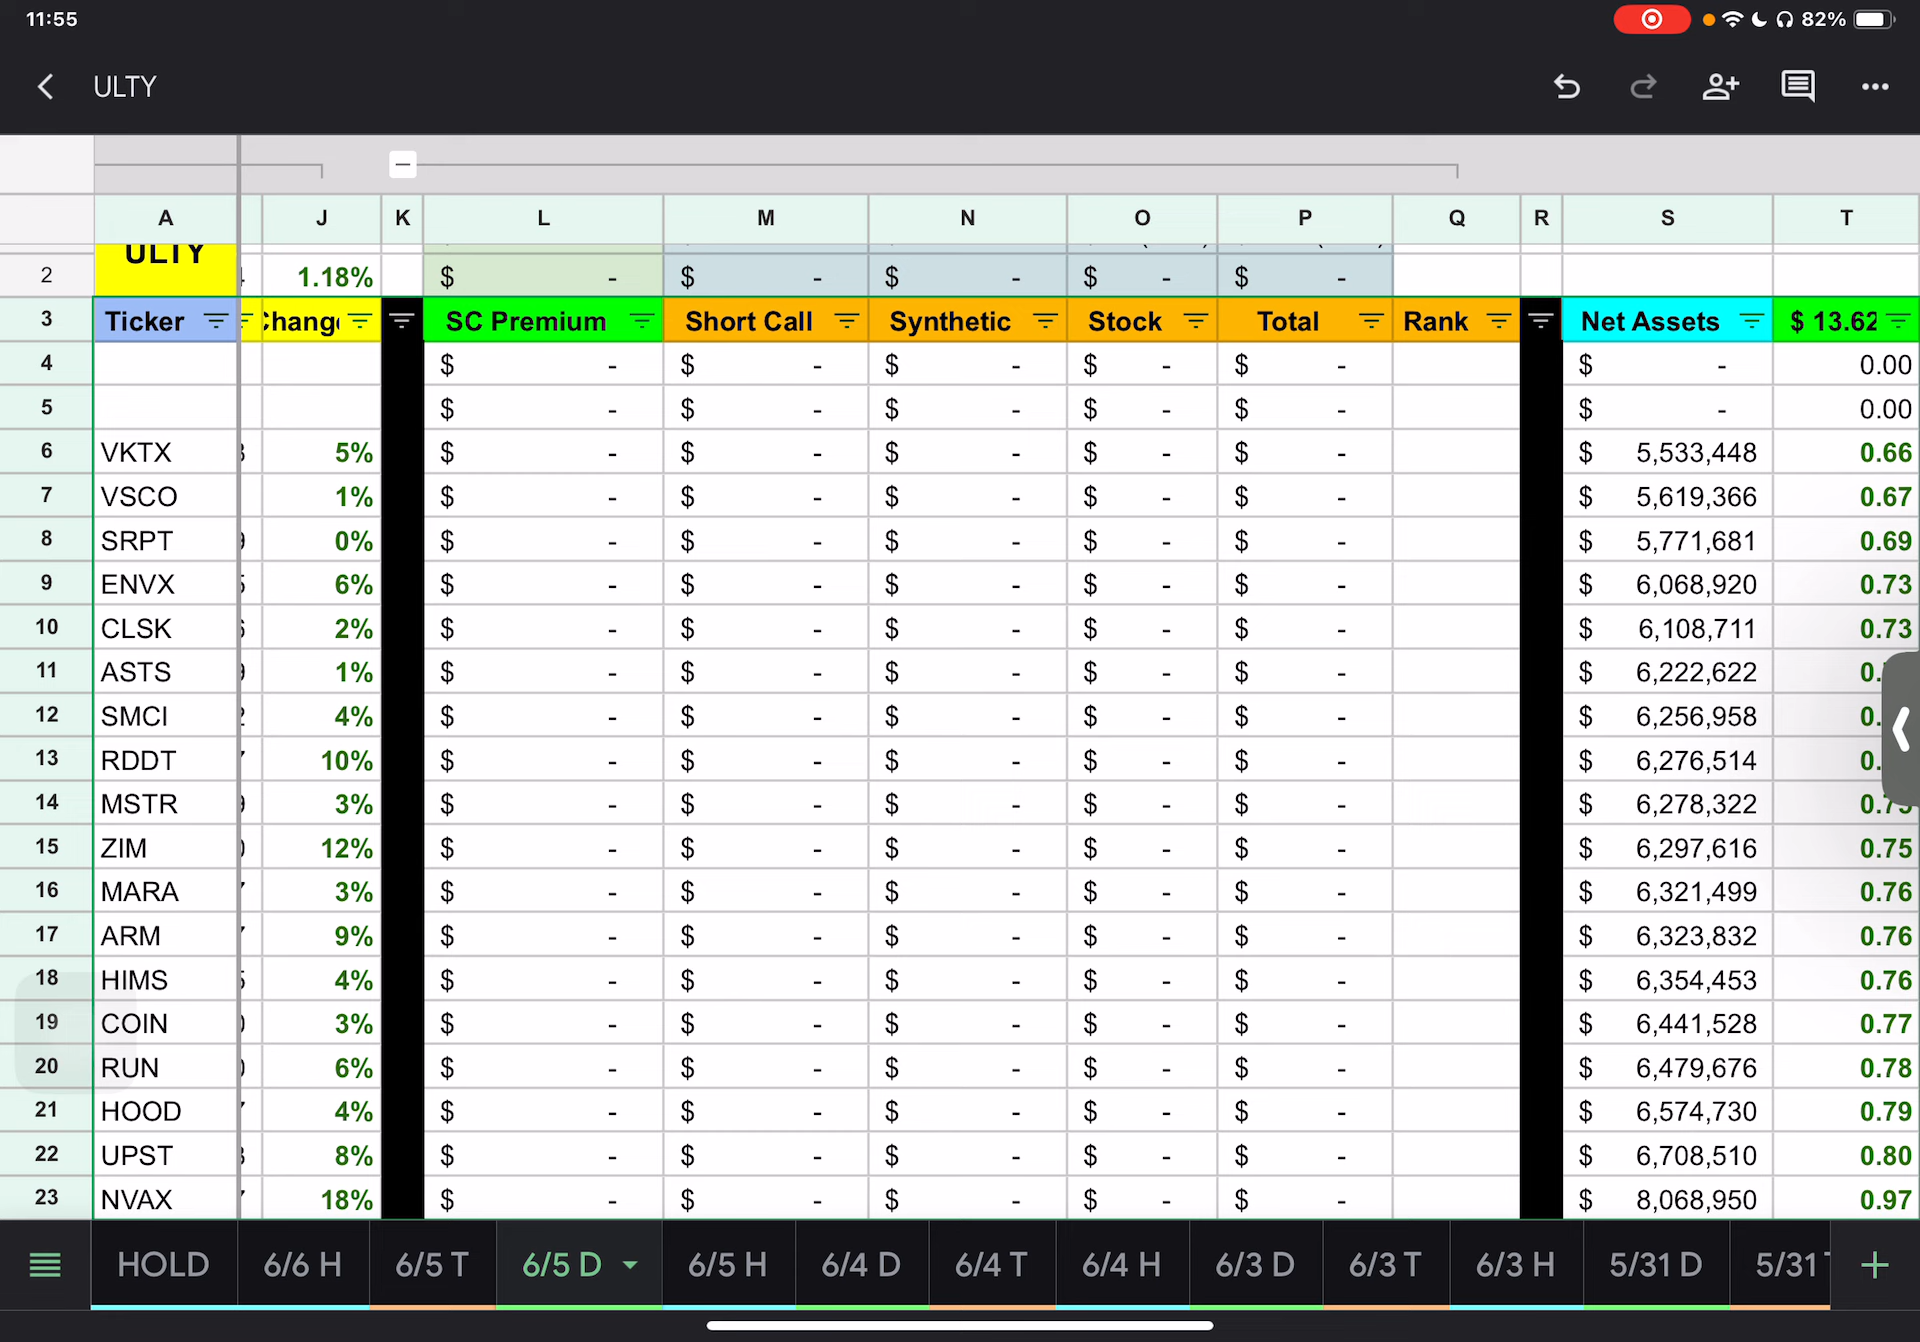 11:55 82%
ULTY
A J K L M N O P Q R S T
ULTY
2 1.18% $ - $ - $ - $ - $ -
3 Ticker SC Premium Short Call Synthetic Stock Total Rank Net Assets $ 13.62
4 $ - $ - $ - $ - $ - $ - 0.00
5 $ - $ - $ - $ - $ - $ - 0.00
6 VKTX 5% $ - $ - $ - $ - $ - $ 5,533,448 0.66
7 VSCO 1% $ - $ - $ - $ - $ - $ 5,619,366 0.67
8 SRPT 0% $ - $ - $ - $ - $ - $ 5,771,681 0.69
9 ENVX 6% $ - $ - $ - $ - $ - $ 6,068,920 0.73
10 CLSK 2% $ - $ - $ - $ - $ - $ 6,108,711 0.73
11 ASTS 1% $ - $ - $ - $ - $ - $ 6,222,622
12 SMCI 4% $ - $ - $ - $ - $ - $ 6,256,958
13 RDDT 10% $ - $ - $ - $ - $ - $ 6,276,514
14 MSTR 3% $ - $ - $ - $ - $ - $ 6,278,322
15 ZIM 12% $ - $ - $ - $ - $ - $ 6,297,616 0.75
16 MARA 3% $ - $ - $ - $ - $ - $ 6,321,499 0.76
17 ARM 9% $ - $ - $ - $ - $ - $ 6,323,832 0.76
18 HIMS 4% $ - $ - $ - $ - $ - $ 6,354,453 0.76
19 COIN 3% $ - $ - $ - $ - $ - $ 6,441,528 0.77
20 RUN 6% $ - $ - $ - $ - $ - $ 6,479,676 0.78
21 HOOD 4% $ - $ - $ - $ - $ - $ 6,574,730 0.79
22 UPST 8% $ - $ - $ - $ - $ - $ 6,708,510 0.80
23 NVAX 18% $ - $ - $ - $ - $ - $ 8,068,950 0.97
HOLD 6/6 H 6/5 T 6/5 D 6/5 H 6/4 D 6/4 T 6/4 H 6/3 D 6/3 T 6/3 H 5/31 D 5/31